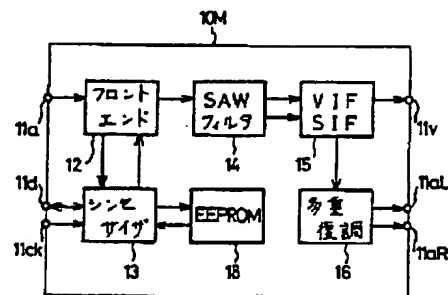 10M
フロント
エンド
SAW
フィルタ
VIF
SIF
11a
11v
12
14
15
11d
11ck
シンセ
サイザ
EEPROM
多重
復調
11aL
11aR
13
18
16